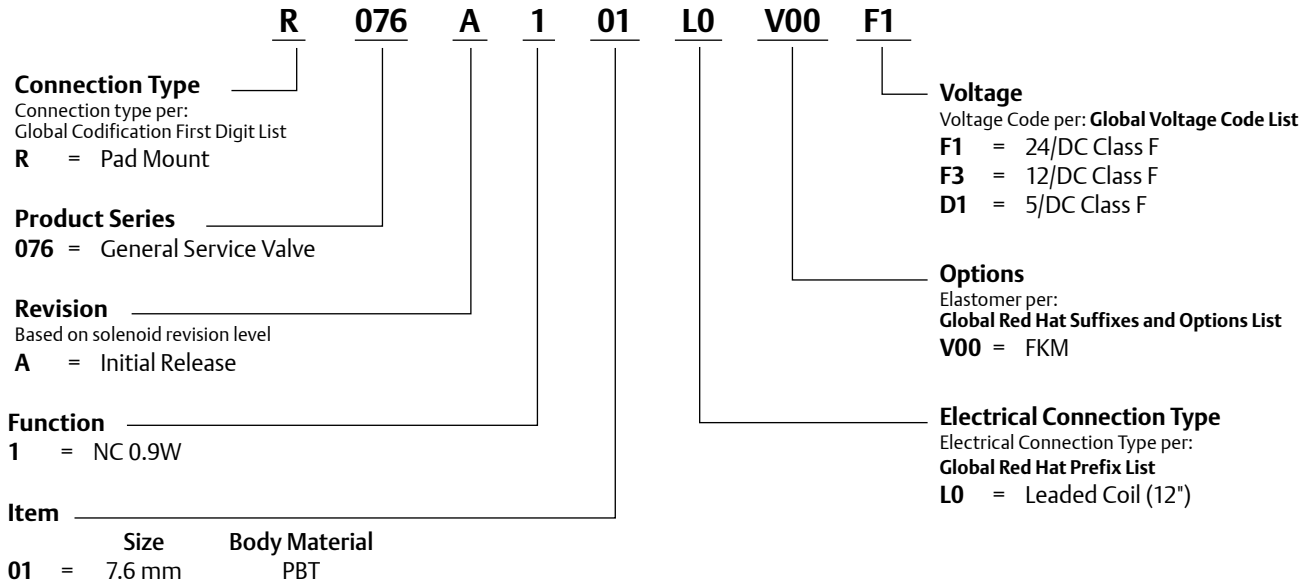 R 076 A 1 01 L0 V00 F1
Connection Type
Connection type per:
Global Codification First Digit List
R = Pad Mount
Product Series
076 = General Service Valve
Revision
Based on solenoid revision level
A = Initial Release
Function
1 = NC 0.9W
Item
Size Body Material
01 = 7.6 mm PBT
Voltage
Voltage Code per: Global Voltage Code List
F1 = 24/DC Class F
F3 = 12/DC Class F
D1 = 5/DC Class F
Options
Elastomer per:
Global Red Hat Suffixes and Options List
V00 = FKM
Electrical Connection Type
Electrical Connection Type per:
Global Red Hat Prefix List
L0 = Leaded Coil (12")